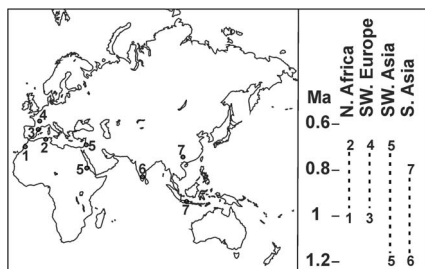 4
3
1
2
5
5
6
7
7
Ma
N. Africa
SW. Europe
SW. Asia
S. Asia
0.6
2 4 5
0.8
7
1
1 3
1.2
5 6